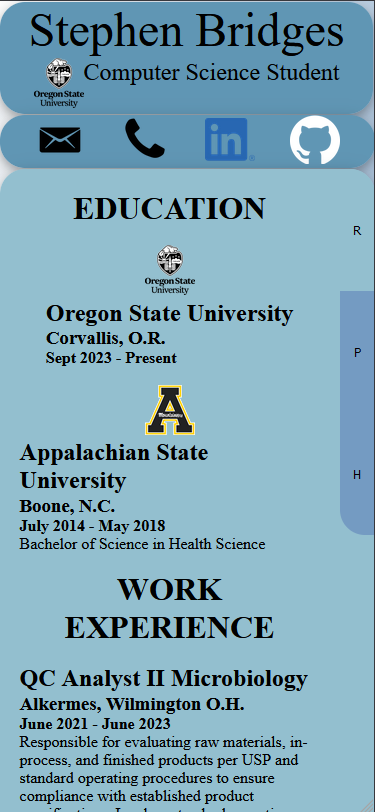 Stephen Bridges
Oregon State
University
Computer Science Student
in
EDUCATION
R
Oregon State
University
Oregon State University
Corvallis, O.R.
Sept 2023 - Present
P
A
Mountaineers
Appalachian State
University
H
Boone, N.C.
July 2014 - May 2018
Bachelor of Science in Health Science
WORK
EXPERIENCE
QC Analyst II Microbiology
Alkermes, Wilmington O.H.
June 2021 - June 2023
Responsible for evaluating raw materials, in-
process, and finished products per USP and
standard operating procedures to ensure
compliance with established product